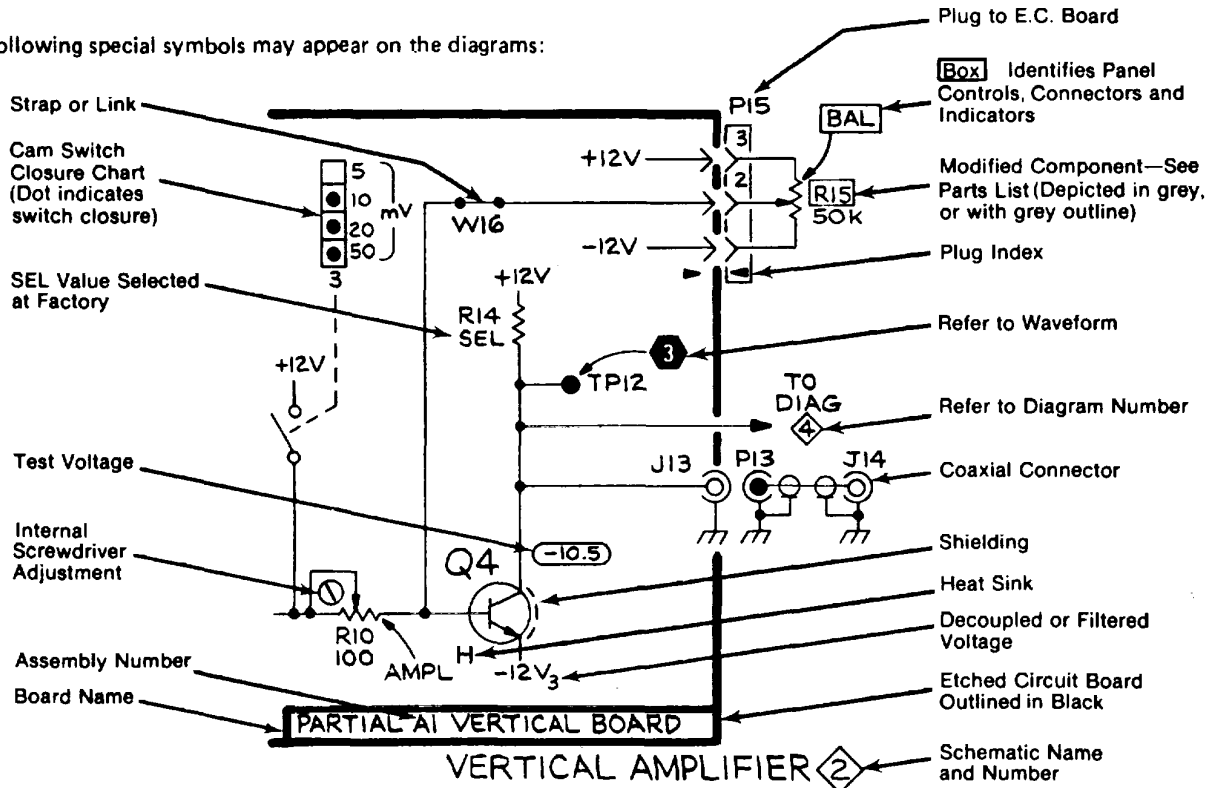 ollowing special symbols may appear on the diagrams:
Plug to E.C. Board
Box Identifies Panel
Controls, Connectors and
Indicators
Modified Component—See
Parts List (Depicted in grey,
or with grey outline)
Plug Index
Refer to Waveform
Refer to Diagram Number
Coaxial Connector
Shielding
Heat Sink
Decoupled or Filtered
Voltage
Etched Circuit Board
Outlined in Black
Schematic Name
and Number
Strap or Link
Cam Switch
Closure Chart
(Dot indicates
switch closure)
SEL Value Selected
at Factory
Test Voltage
Internal
Screwdriver
Adjustment
Assembly Number
Board Name
P15
BAL
3
+12V
2
R15
50K
-12V
W16
5
10
20
50
mV
3
+12V
R14
SEL
+12V
3
TP12
TO
DIAG
4
J13
P13
J14
-10.5
Q4
R10
100
AMPL
H
-12V3
PARTIAL A1 VERTICAL BOARD
VERTICAL AMPLIFIER 2